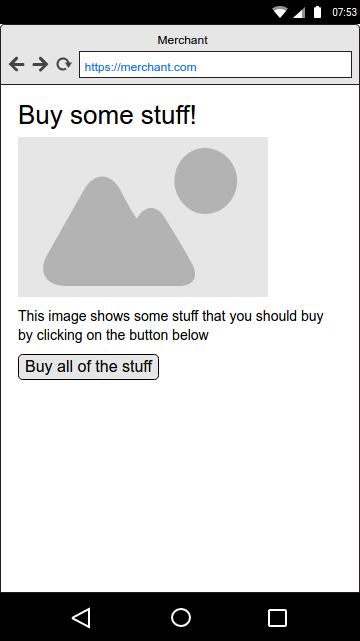 07:53
Merchant
https://merchant.com
Buy some stuff!
This image shows some stuff that you should buy
by clicking on the button below
Buy all of the stuff